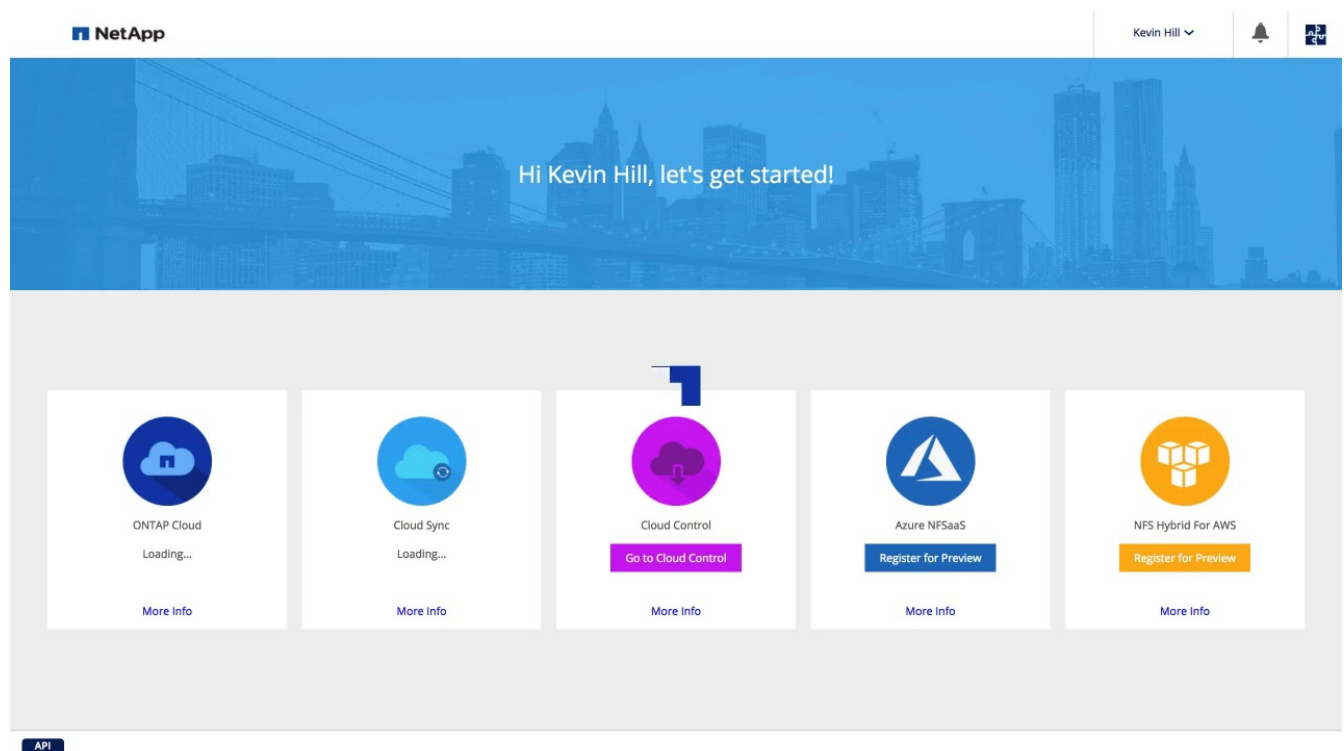 NetApp
Kevin Hill
Hi Kevin Hill, let's get started!
ONTAP Cloud
Loading...
More Info
Cloud Sync
Loading...
More Info
Cloud Control
Go to Cloud Control
More Info
Azure NFSaaS
Register for Preview
More Info
NFS Hybrid For AWS
Register for Preview
More Info
API